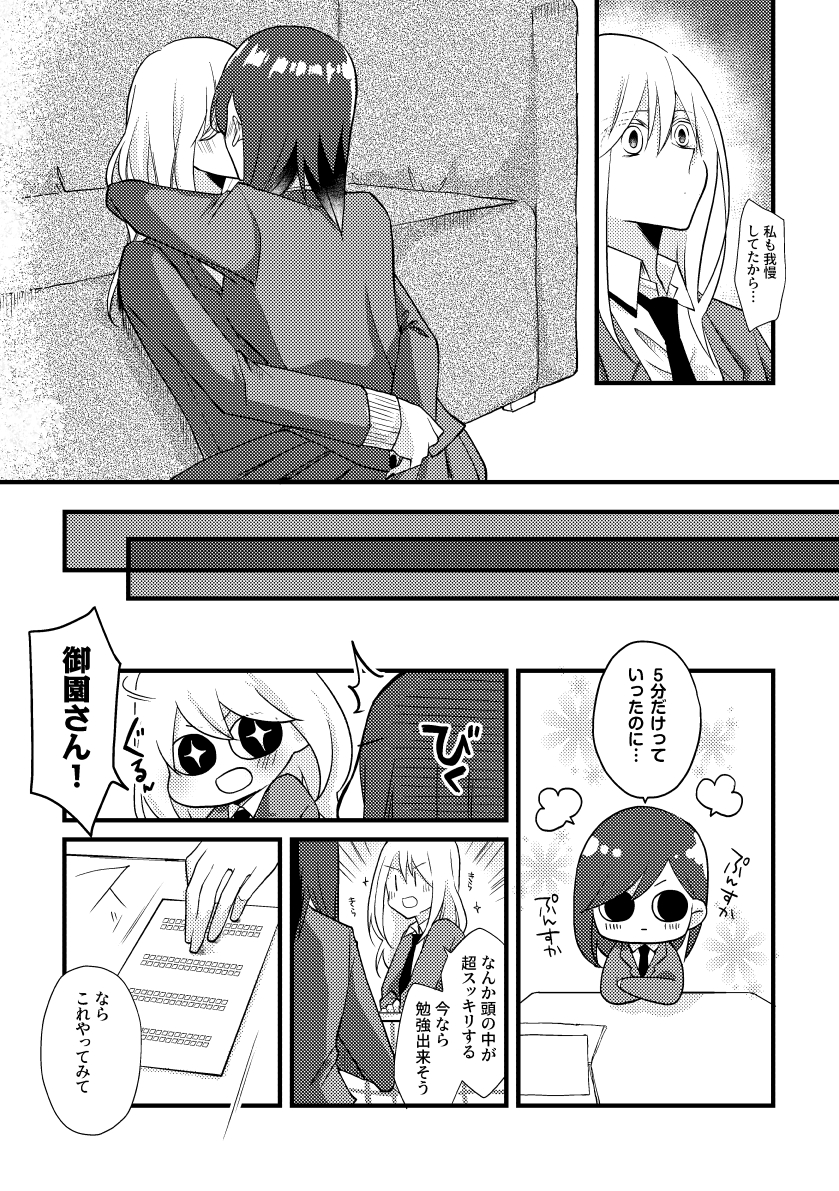 私も我慢
してたから…
5分だけって
いったのに…
ぷんすか
ぷんすか
びく
ぐるん
御園さん！
きら
きら
なんか頭の中が
超スッキリする
今なら
勉強出来そう
なら
これやってみて